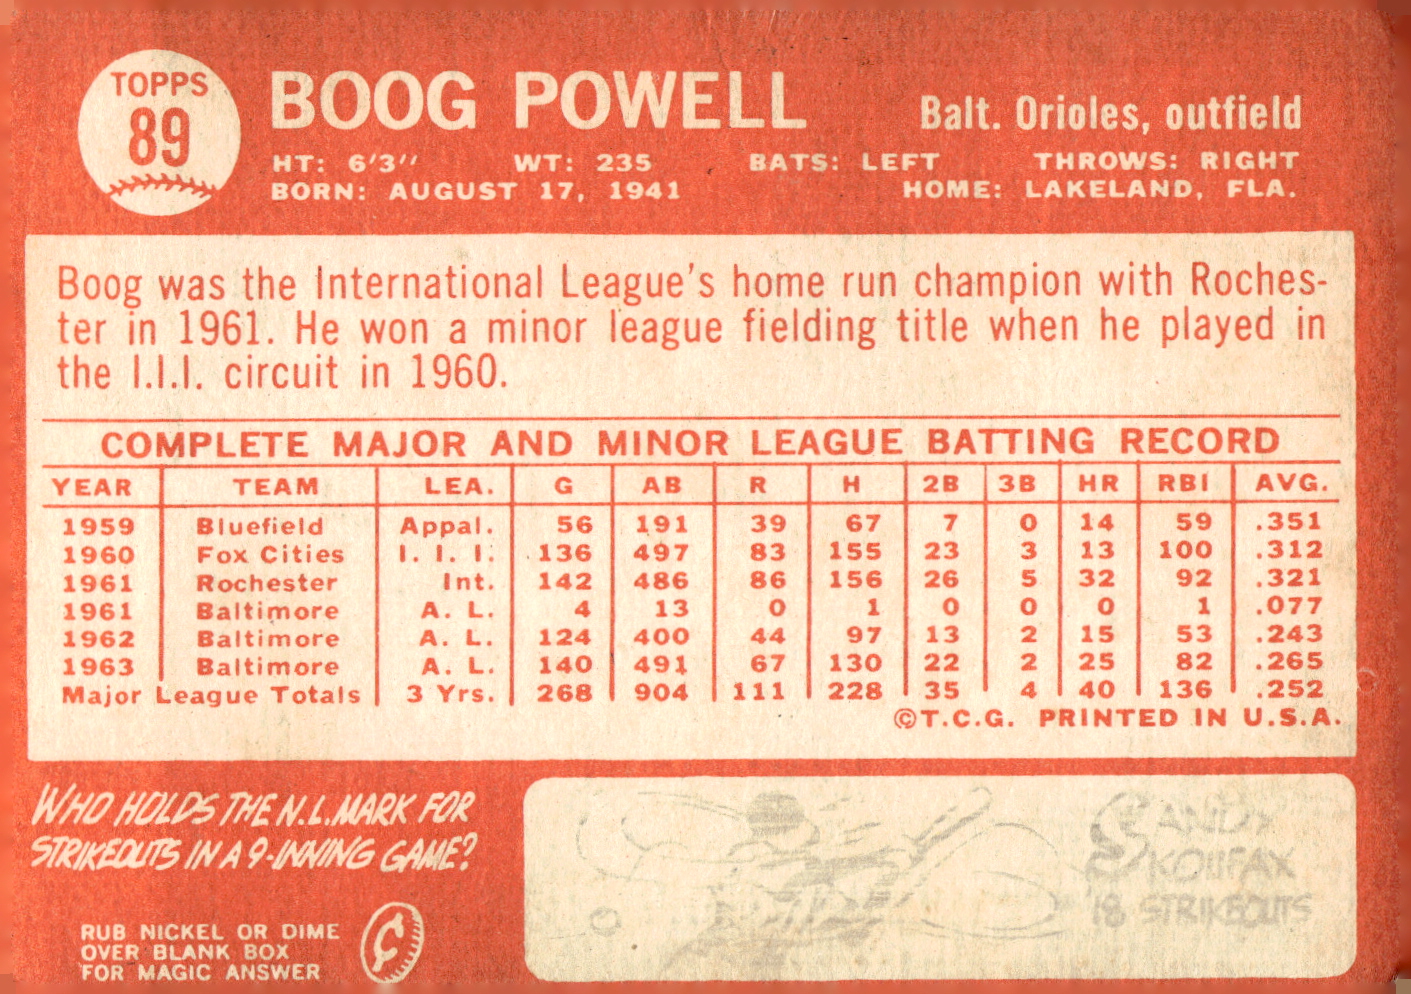 TOPPS
89
BOOG POWELL
Balt. Orioles, outfield
HT: 6'3" WT: 235 BATS: LEFT THROWS: RIGHT
BORN: AUGUST 17, 1941 HOME: LAKELAND, FLA.
Boog was the International League's home run champion with Roches-
ter in 1961. He won a minor league fielding title when he played in
the I.I.I. circuit in 1960.
COMPLETE MAJOR AND MINOR LEAGUE BATTING RECORD
YEAR TEAM LEA. G AB R H 2B 3B HR RBI AVG.
1959 Bluefield Appal. 56 191 39 67 7 0 14 59 .351
1960 Fox Cities I. I. I. 136 497 83 155 23 3 13 100 .312
1961 Rochester Int. 142 486 86 156 26 5 32 92 .321
1961 Baltimore A. L. 4 13 0 1 0 0 0 1 .077
1962 Baltimore A. L. 124 400 44 97 13 2 15 53 .243
1963 Baltimore A. L. 140 491 67 130 22 2 25 82 .265
Major League Totals 3 Yrs. 268 904 111 228 35 4 40 136 .252
©T.C.G. PRINTED IN U.S.A.
WHO HOLDS THE N.L. MARK FOR
STRIKEOUTS IN A 9-INNING GAME?
RUB NICKEL OR DIME
OVER BLANK BOX
FOR MAGIC ANSWER
¢
SANDY
KOUFAX
18 STRIKEOUTS